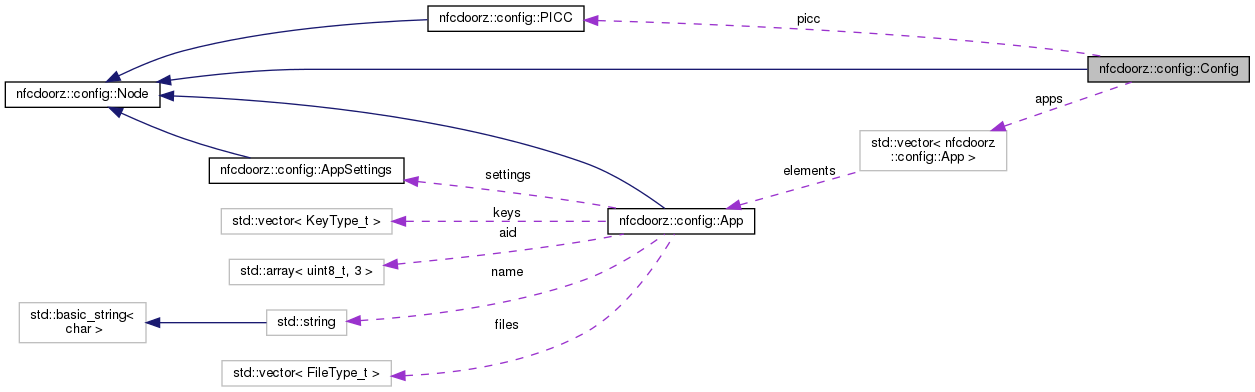 nfcdoorz::config::PICC
picc
nfcdoorz::config::Config
nfcdoorz::config::Node
apps
std::vector< nfcdoorz
::config::App >
nfcdoorz::config::AppSettings
settings
elements
std::vector< KeyType_t >
keys
nfcdoorz::config::App
aid
std::array< uint8_t, 3 >
name
std::basic_string<
char >
std::string
files
std::vector< FileType_t >